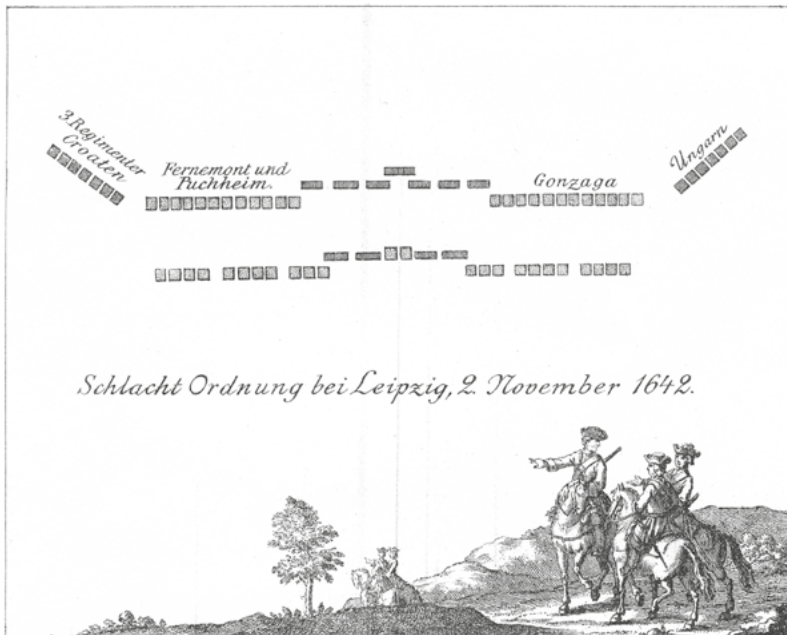 3. Regimenter
Croaten
Fernemont und
Puchheim.
Gonzaga
Ungarn
Schlacht Ordnung bei Leipzig, 2. November 1642.